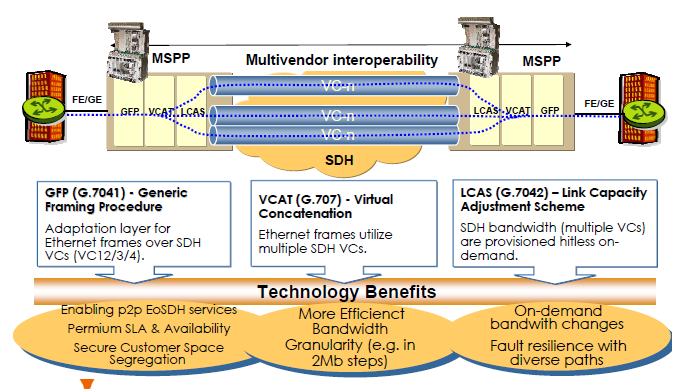 MSPP
Multivendor interoperability
MSPP
FE/GE
GFP
VCAT
LCAS
VC-n
VC-n
VC-n
SDH
LCAS
VCAT
GFP
FE/GE
GFP (G.7041) - Generic
Framing Procedure
Adaptation layer for
Ethernet frames over SDH
VCs (VC12/3/4).
VCAT (G.707) - Virtual
Concatenation
Ethernet frames utilize
multiple SDH VCs.
LCAS (G.7042) – Link Capacity
Adjustment Scheme
SDH bandwidth (multiple VCs)
are provisioned hitless on-
demand.
Technology Benefits
Enabling p2p EoSDH services
Permium SLA & Availability
Secure Customer Space
Segregation
More Efficienct
Bandwidth
Granularity (e.g. in
2Mb steps)
On-demand
bandwith changes
Fault resilience with
diverse paths